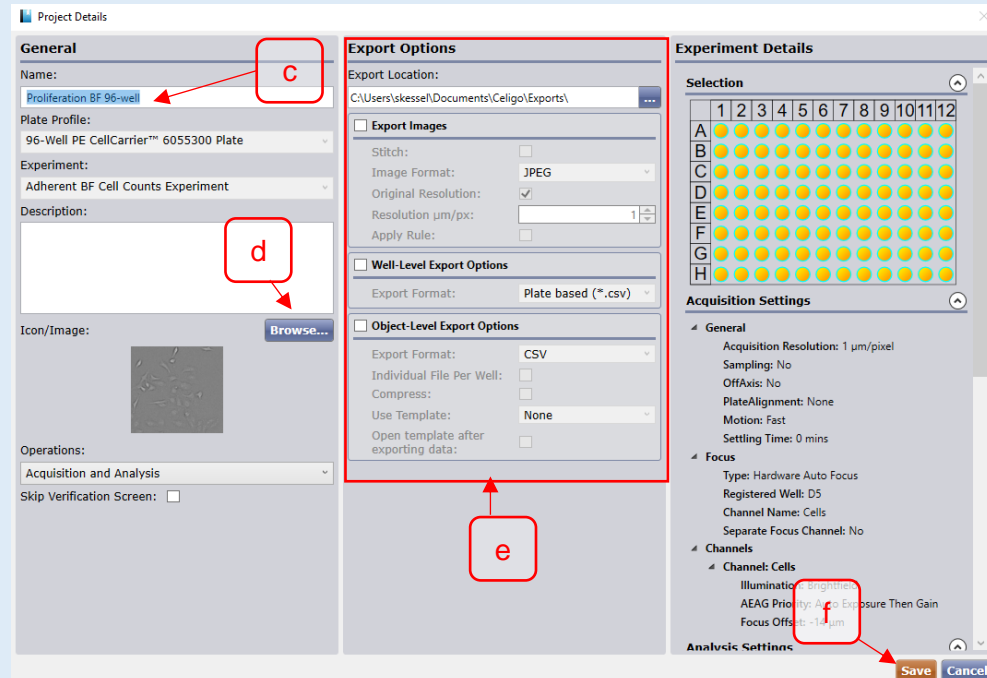 Project Details
General
Name:
c
Proliferation BF 96-well
Plate Profile:
96-Well PE CellCarrier™ 6055300 Plate
Experiment:
Adherent BF Cell Counts Experiment
Description:
d
Icon/Image:
Browse...
Operations:
Acquisition and Analysis
Skip Verification Screen:
Export Options
Export Location:
C:\Users\skessel\Documents\Celigo\Exports\
...
Export Images
Stitch:
Image Format: JPEG
Original Resolution:
Resolution µm/px: 1
Apply Rule:
Well-Level Export Options
Export Format: Plate based (*.csv)
Object-Level Export Options
Export Format: CSV
Individual File Per Well:
Compress:
Use Template: None
Open template after
exporting data:
e
Experiment Details
Selection
1 2 3 4 5 6 7 8 9 10 11 12
A
B
C
D
E
F
G
H
Acquisition Settings
General
Acquisition Resolution: 1 µm/pixel
Sampling: No
OffAxis: No
PlateAlignment: None
Motion: Fast
Settling Time: 0 mins
Focus
Type: Hardware Auto Focus
Registered Well: D5
Channel Name: Cells
Separate Focus Channel: No
Channels
Channel: Cells
Illumination: Brightfield
AEAG Priority: Auto Exposure Then Gain
Focus Offset: -14 µm
f
Analysis Settings
Save Cancel